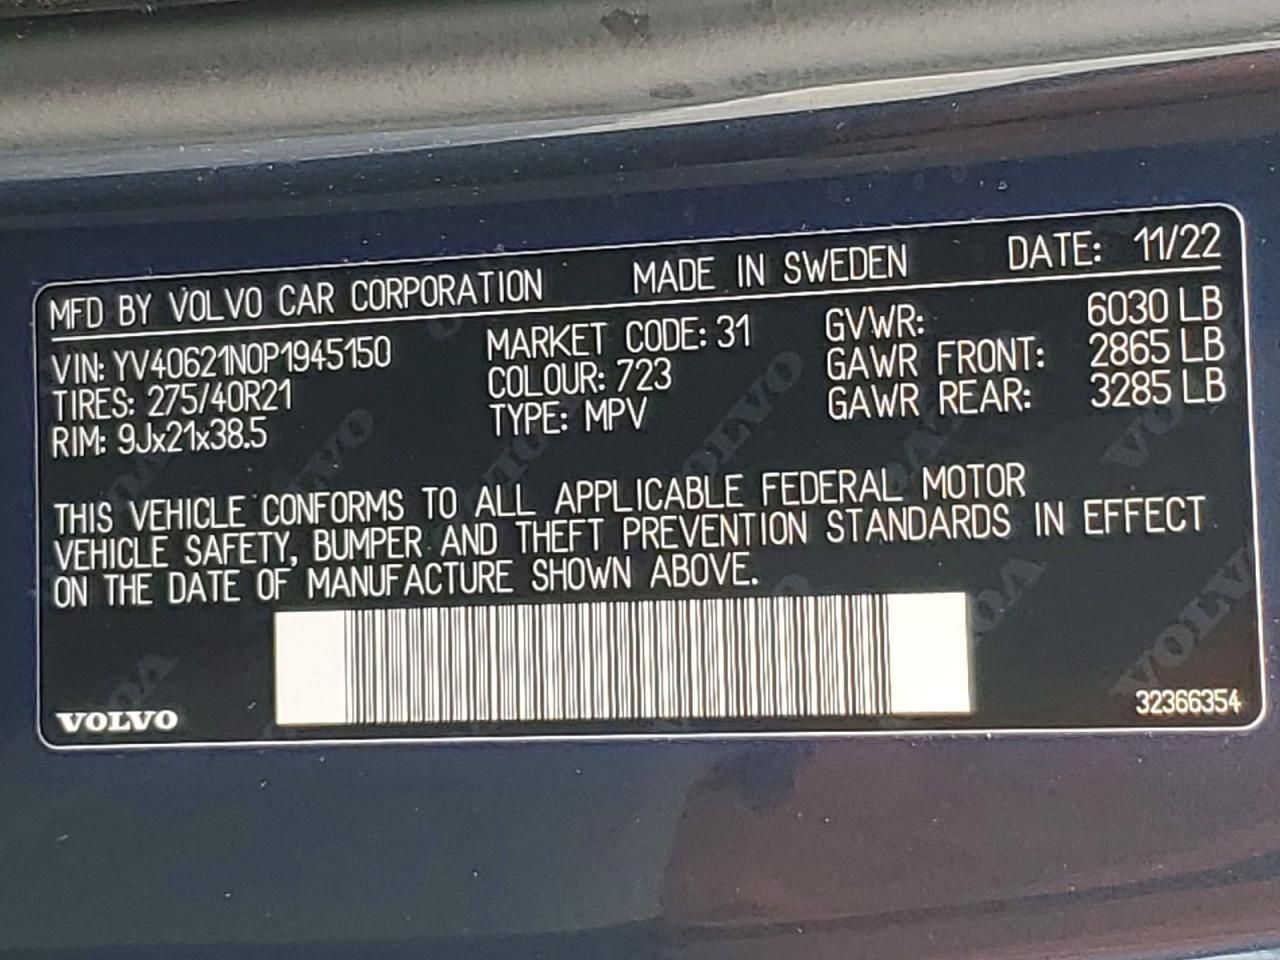 MFD BY VOLVO CAR CORPORATION MADE IN SWEDEN DATE: 11/22
VIN: YV40621N0P1945150 MARKET CODE: 31 GVWR: 6030 LB
TIRES: 275/40R21 COLOUR: 723 GAWR FRONT: 2865 LB
RIM: 9Jx21x38.5 TYPE: MPV GAWR REAR: 3285 LB
THIS VEHICLE CONFORMS TO ALL APPLICABLE FEDERAL MOTOR
VEHICLE SAFETY, BUMPER AND THEFT PREVENTION STANDARDS IN EFFECT
ON THE DATE OF MANUFACTURE SHOWN ABOVE.
VOLVO 32366354